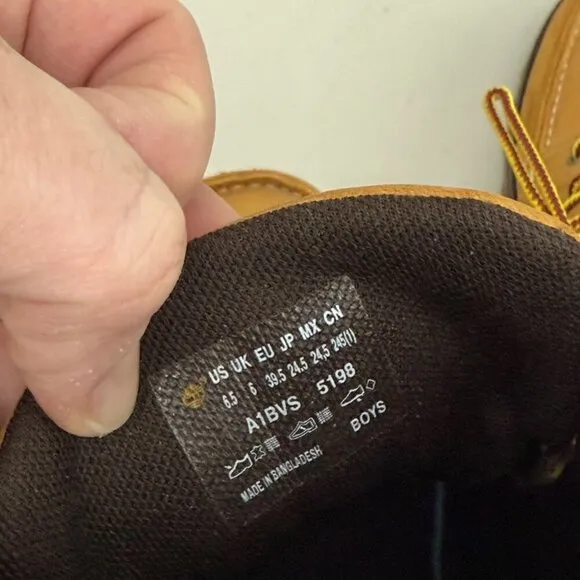 US UK EU JP MX CN
6.5 6 39.5 24.5 24.5 245(1)
A1BVS 5198
BOYS
MADE IN BANGLADESH